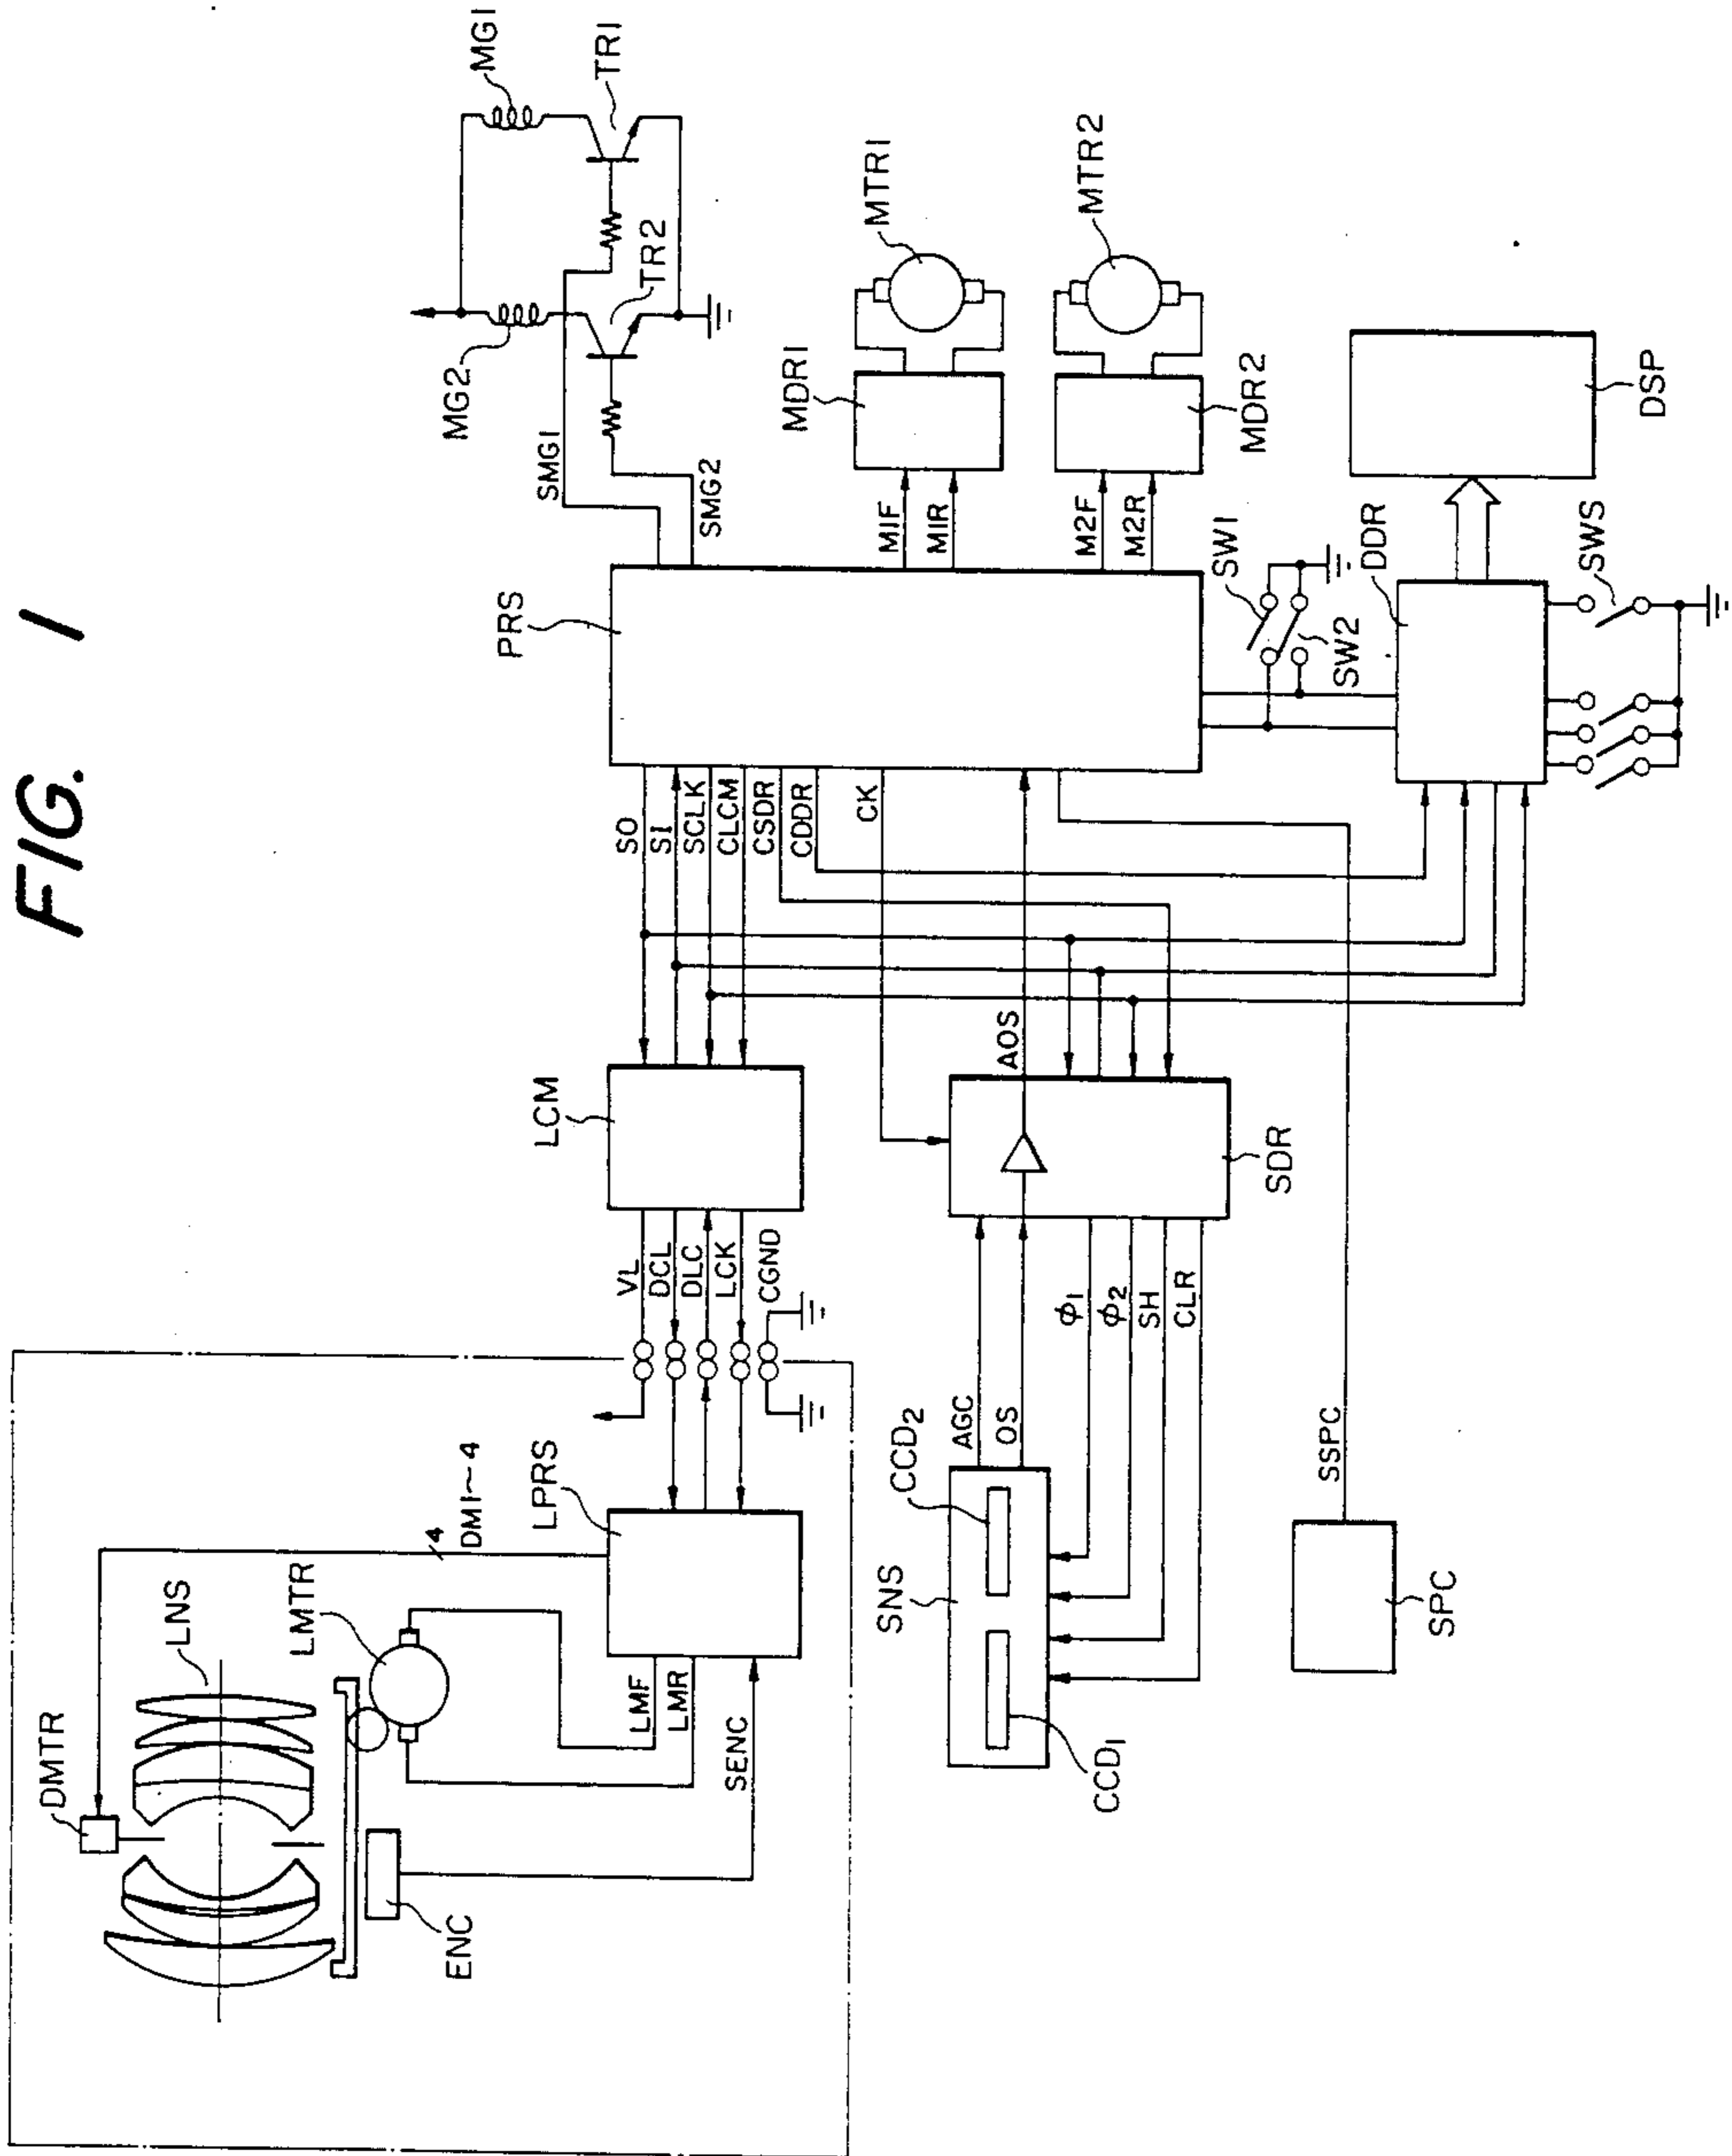 FIG. 1
MG1
TR1
MG2
TR2
SMG1
SMG2
MTR1
MTR2
MDR1
MDR2
M1F
M1R
M2F
M2R
PRS
SW1
SW2
DDR
SWS
DSP
SO
SI
SCLK
CLCM
CSDR
CDDR
CK
LCM
AOS
SDR
VL
DCL
DLC
LCK
CGND
AGC
OS
φ1
φ2
SH
CLR
SSPC
SPC
SNS
CCD2
CCD1
LPRS
4
DM1~4
LNS
LMTR
DMTR
LMF
LMR
SENC
ENC